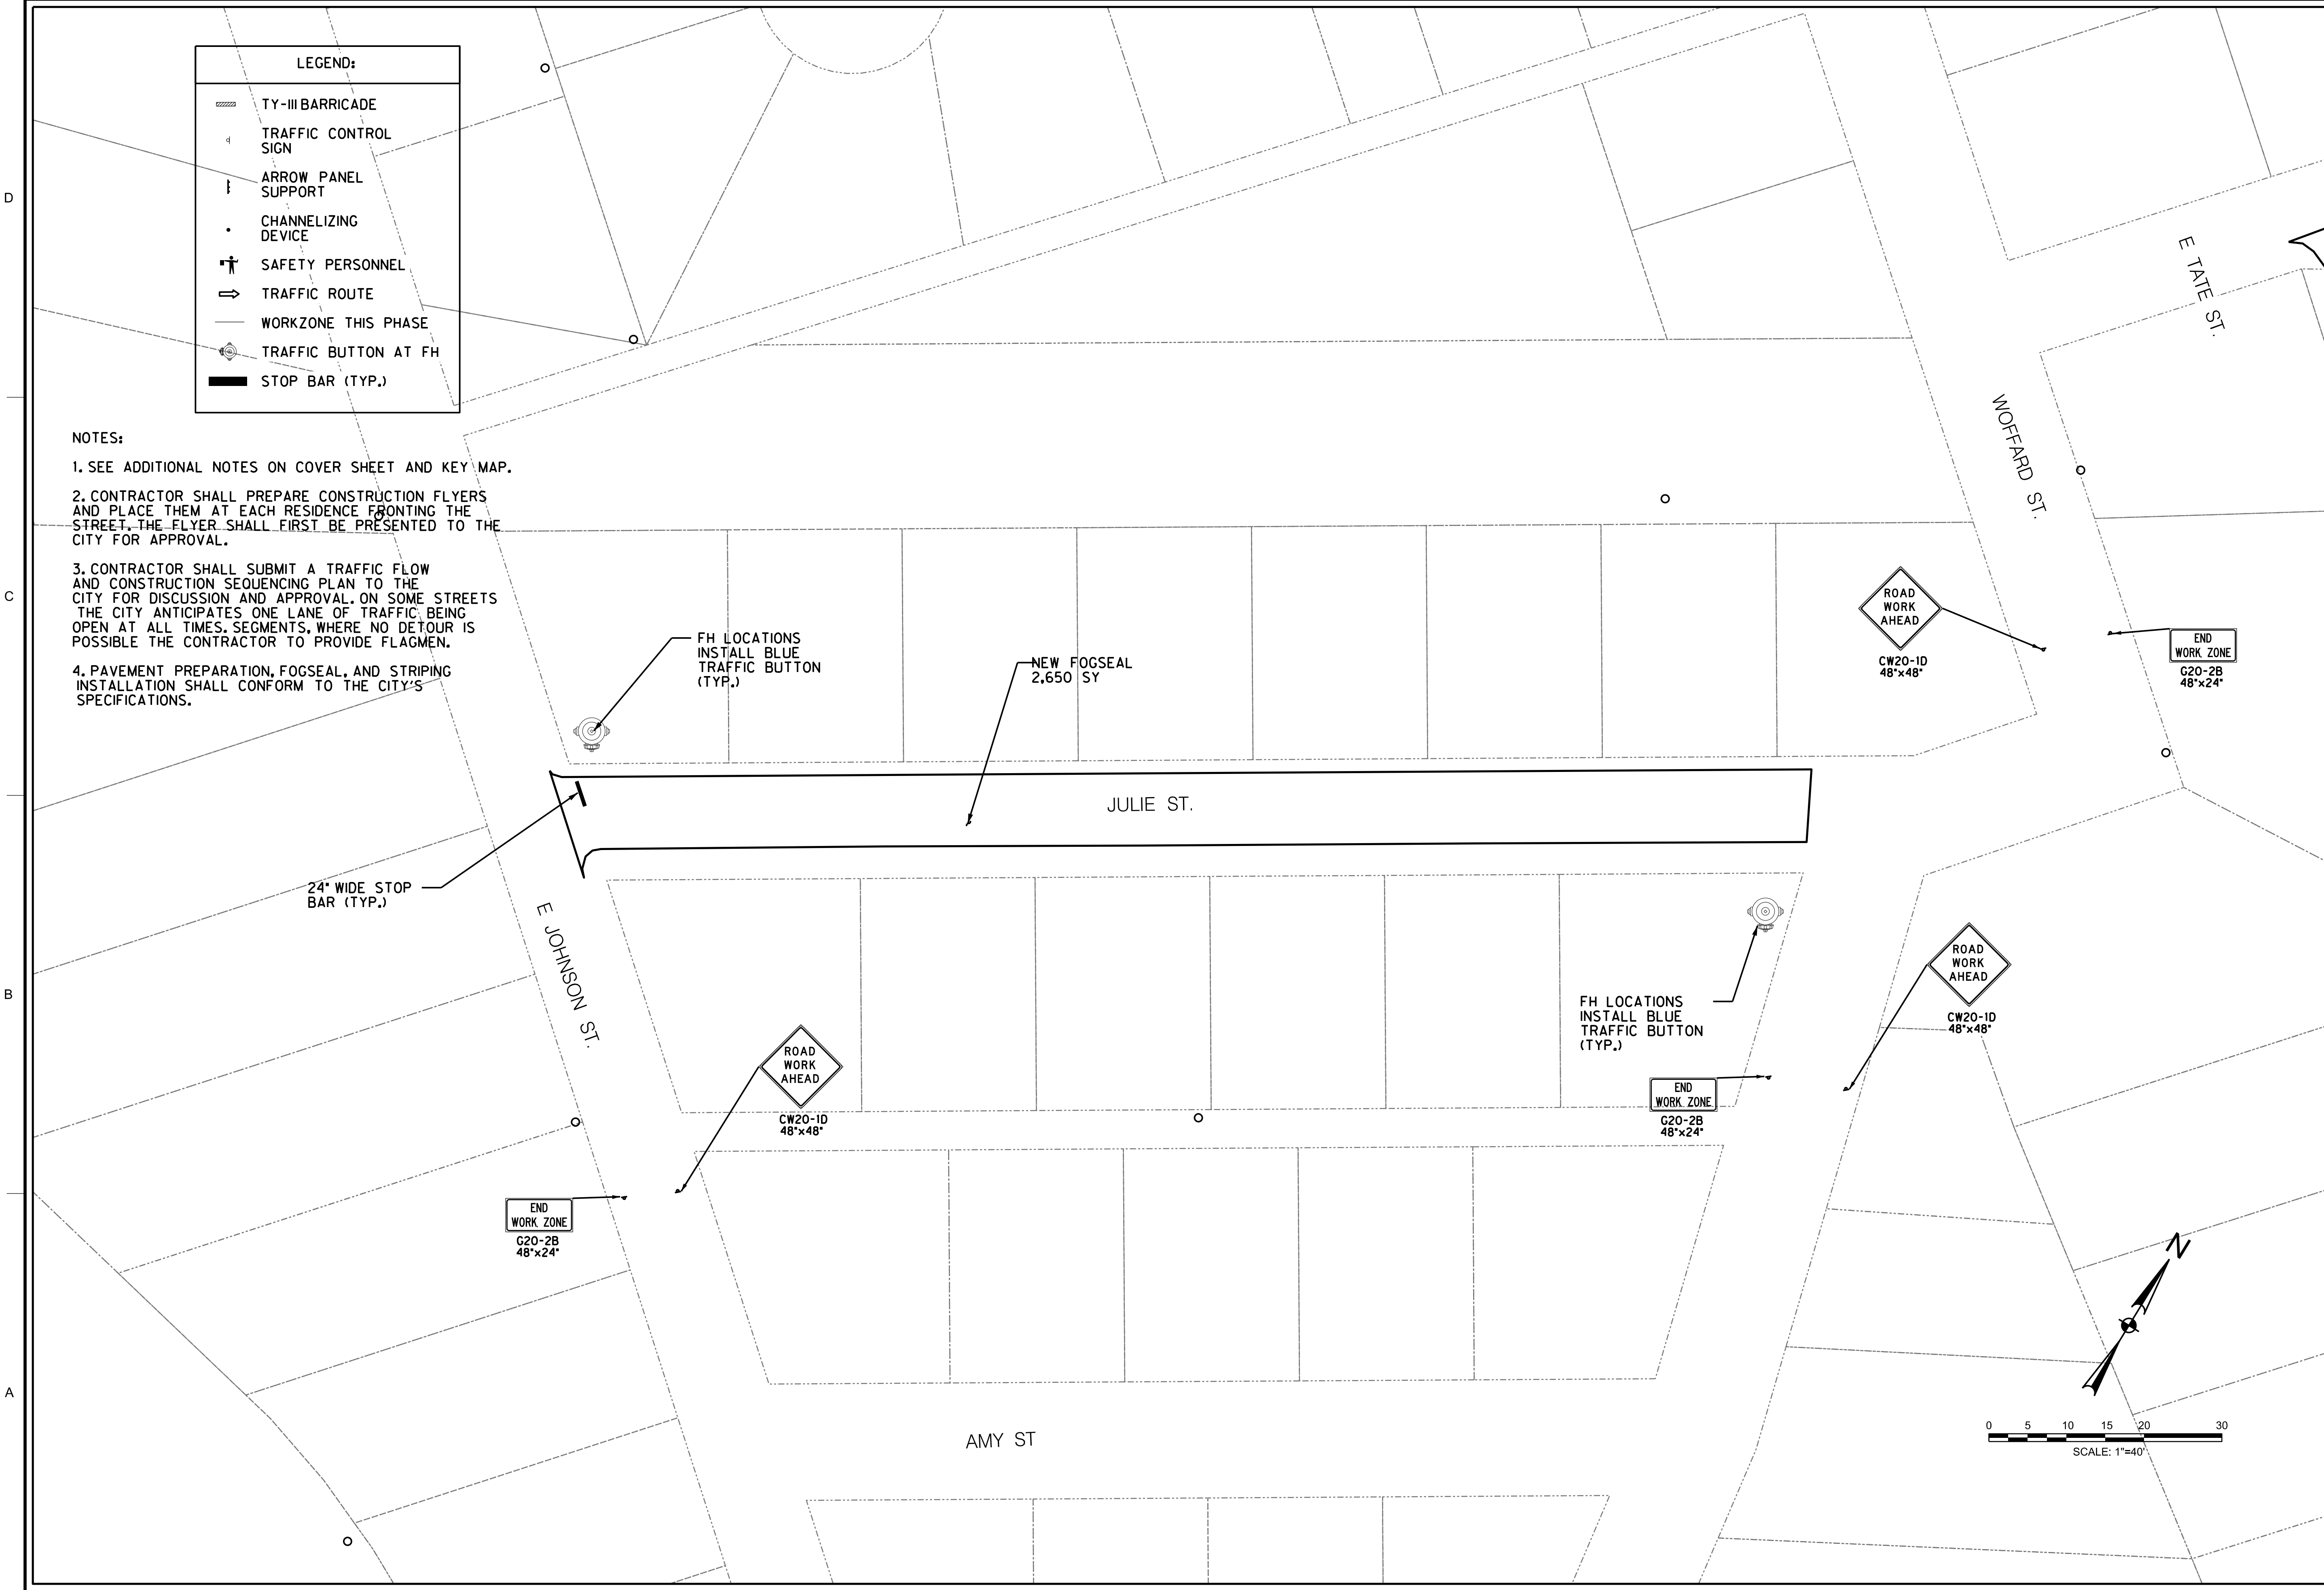 LEGEND:
TY-III BARRICADE
TRAFFIC CONTROL
SIGN
ARROW PANEL
SUPPORT
CHANNELIZING
DEVICE
SAFETY PERSONNEL
TRAFFIC ROUTE
WORKZONE THIS PHASE
TRAFFIC BUTTON AT FH
STOP BAR (TYP.)
NOTES:
1. SEE ADDITIONAL NOTES ON COVER SHEET AND KEY MAP.
2. CONTRACTOR SHALL PREPARE CONSTRUCTION FLYERS
AND PLACE THEM AT EACH RESIDENCE FRONTING THE
STREET. THE FLYER SHALL FIRST BE PRESENTED TO THE
CITY FOR APPROVAL.
3. CONTRACTOR SHALL SUBMIT A TRAFFIC FLOW
AND CONSTRUCTION SEQUENCING PLAN TO THE
CITY FOR DISCUSSION AND APPROVAL. ON SOME STREETS
THE CITY ANTICIPATES ONE LANE OF TRAFFIC BEING
OPEN AT ALL TIMES. SEGMENTS, WHERE NO DETOUR IS
POSSIBLE THE CONTRACTOR TO PROVIDE FLAGMEN.
4. PAVEMENT PREPARATION, FOGSEAL, AND STRIPING
INSTALLATION SHALL CONFORM TO THE CITY'S
SPECIFICATIONS.
D
C
B
A
E TATE ST.
WOFFARD ST.
ROAD
WORK
AHEAD
CW20-1D
48"x48"
END
WORK ZONE
G20-2B
48"x24"
FH LOCATIONS
INSTALL BLUE
TRAFFIC BUTTON
(TYP.)
NEW FOGSEAL
2,650 SY
JULIE ST.
24" WIDE STOP
BAR (TYP.)
E JOHNSON ST.
ROAD
WORK
AHEAD
CW20-1D
48"x48"
FH LOCATIONS
INSTALL BLUE
TRAFFIC BUTTON
(TYP.)
ROAD
WORK
AHEAD
CW20-1D
48"x48"
END
WORK ZONE
G20-2B
48"x24"
END
WORK ZONE
G20-2B
48"x24"
AMY ST
N
0 5 10 15 20 30
SCALE: 1"=40'